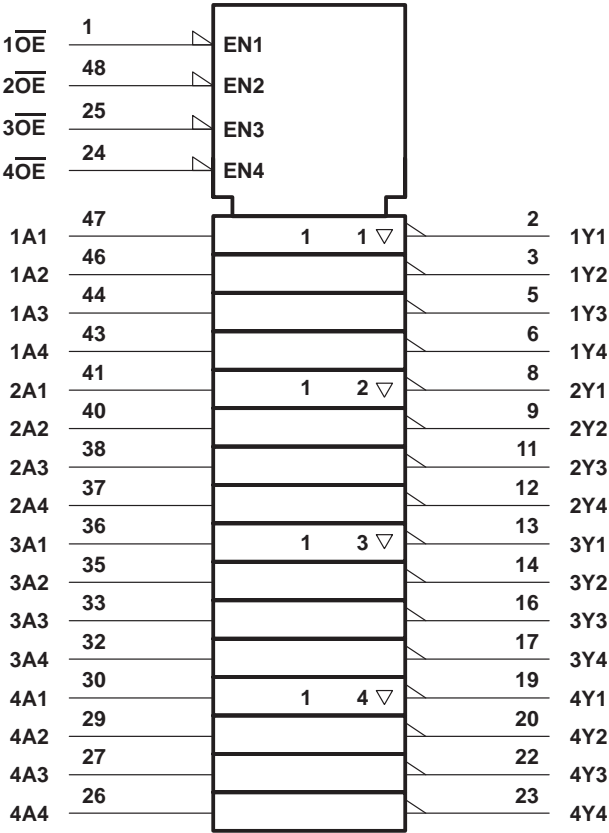 1O̅E̅ 1 EN1
2O̅E̅ 48 EN2
3O̅E̅ 25 EN3
4O̅E̅ 24 EN4
1A1 47 1 1 ▽ 2 1Y1
1A2 46 3 1Y2
1A3 44 5 1Y3
1A4 43 6 1Y4
2A1 41 1 2 ▽ 8 2Y1
2A2 40 9 2Y2
2A3 38 11 2Y3
2A4 37 12 2Y4
3A1 36 1 3 ▽ 13 3Y1
3A2 35 14 3Y2
3A3 33 16 3Y3
3A4 32 17 3Y4
4A1 30 1 4 ▽ 19 4Y1
4A2 29 20 4Y2
4A3 27 22 4Y3
4A4 26 23 4Y4